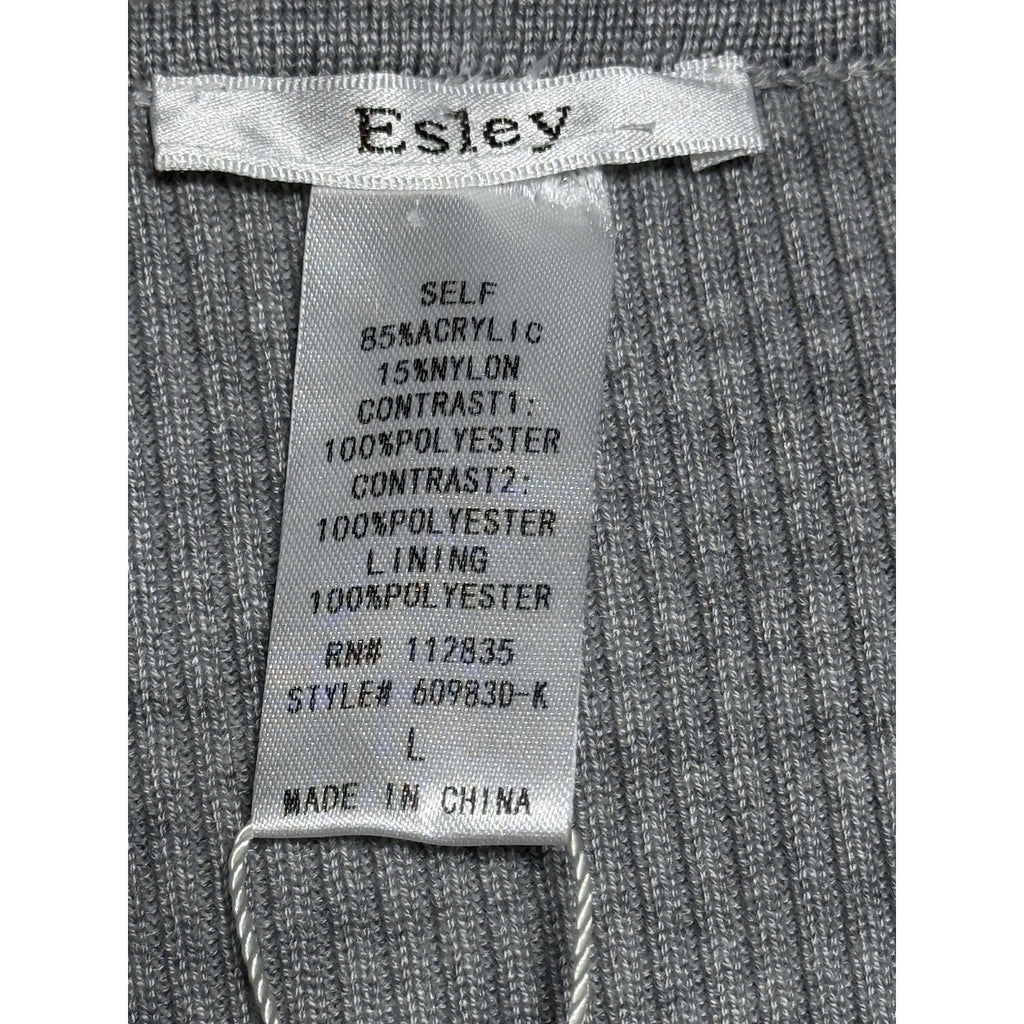 Esley
SELF
85%ACRYLIC
15%NYLON
CONTRAST1:
100%POLYESTER
CONTRAST2:
100%POLYESTER
LINING
100%POLYESTER
RN# 112835
STYLE# 60983D-K
L
MADE IN CHINA